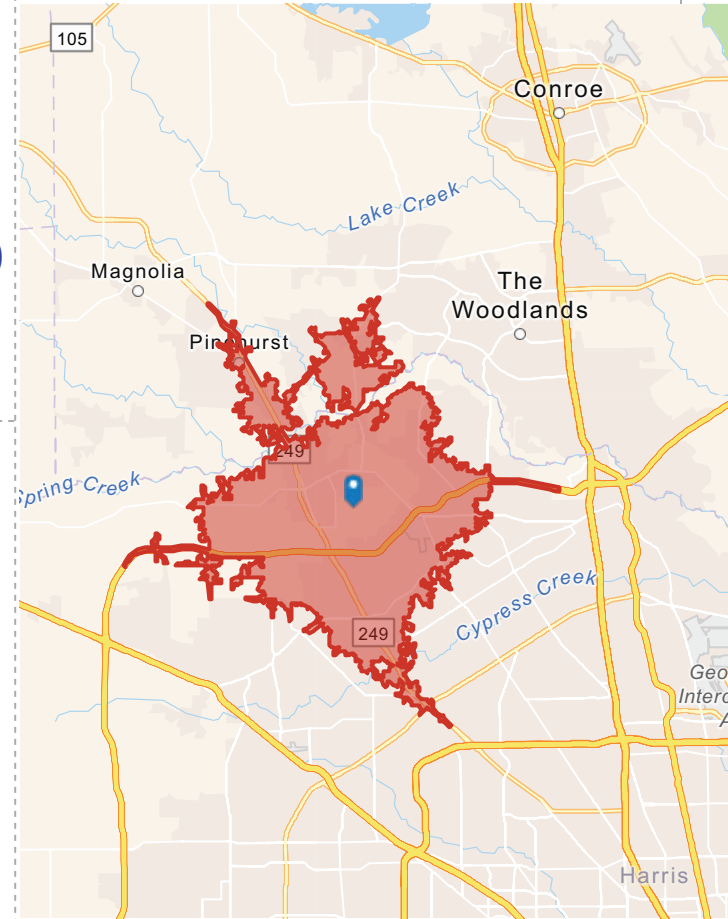 105
Conroe
Lake Creek
Magnolia
The
Woodlands
Pinehurst
249
Spring Creek
Cypress Creek
249
Geo
Interc
A
Harris